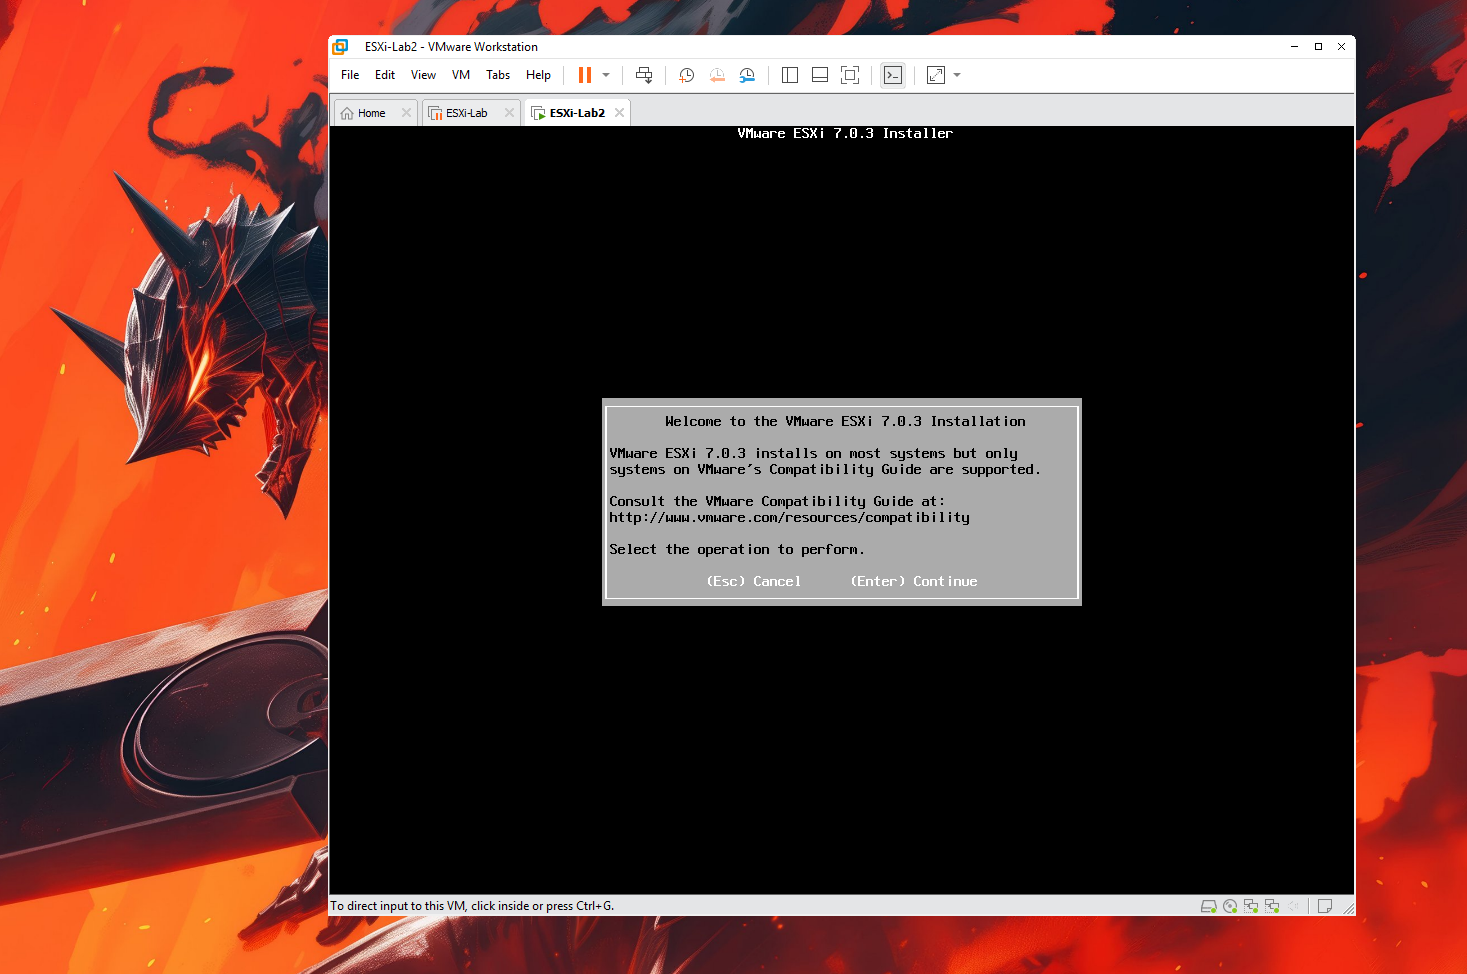 ESXi-Lab2 - VMware Workstation
File Edit View VM Tabs Help
Home ESXi-Lab ESXi-Lab2
VMware ESXi 7.0.3 Installer
Welcome to the VMware ESXi 7.0.3 Installation
VMware ESXi 7.0.3 installs on most systems but only
systems on VMware's Compatibility Guide are supported.
Consult the VMware Compatibility Guide at:
http://www.vmware.com/resources/compatibility
Select the operation to perform.
(Esc) Cancel (Enter) Continue
To direct input to this VM, click inside or press Ctrl+G.